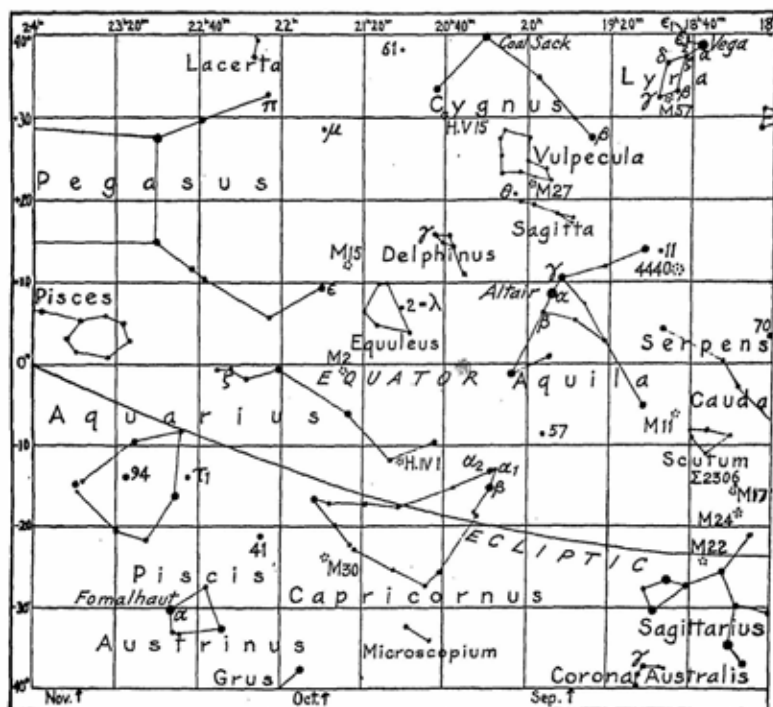 24 23ʰ20ᵐ 22ʰ40ᵐ 22 21ʰ20ᵐ 20ʰ40ᵐ 20 19ʰ20ᵐ 18ʰ40ᵐ 18
40°
61 Coal Sack ε Vega
Lacerta δ ζ α
Lyra
π Cygnus γ β
H.V15 M57
+30
μ β
Vulpecula
Pegasus
θ M27
+20
Sagitta
γ
M15 Delphinus 11
γ 4440
+10
ε Altair α
Pisces 2=λ β
Equuleus Serpens 70
M2
0°
ζ EQUATOR Aquila
Aquarius Cauda
57 M11
-10
H.IV1 α2 α1 Scutum
94 τ1 β Σ2306
M17
-20
M24
41 ECLIPTIC M22
M30
Piscis
Fomalhaut Capricornus
-30
α Sagittarius
Austrinus
Microscopium γ
Grus Corona Australis
40°
Nov.↑ Oct.↑ Sep.↑